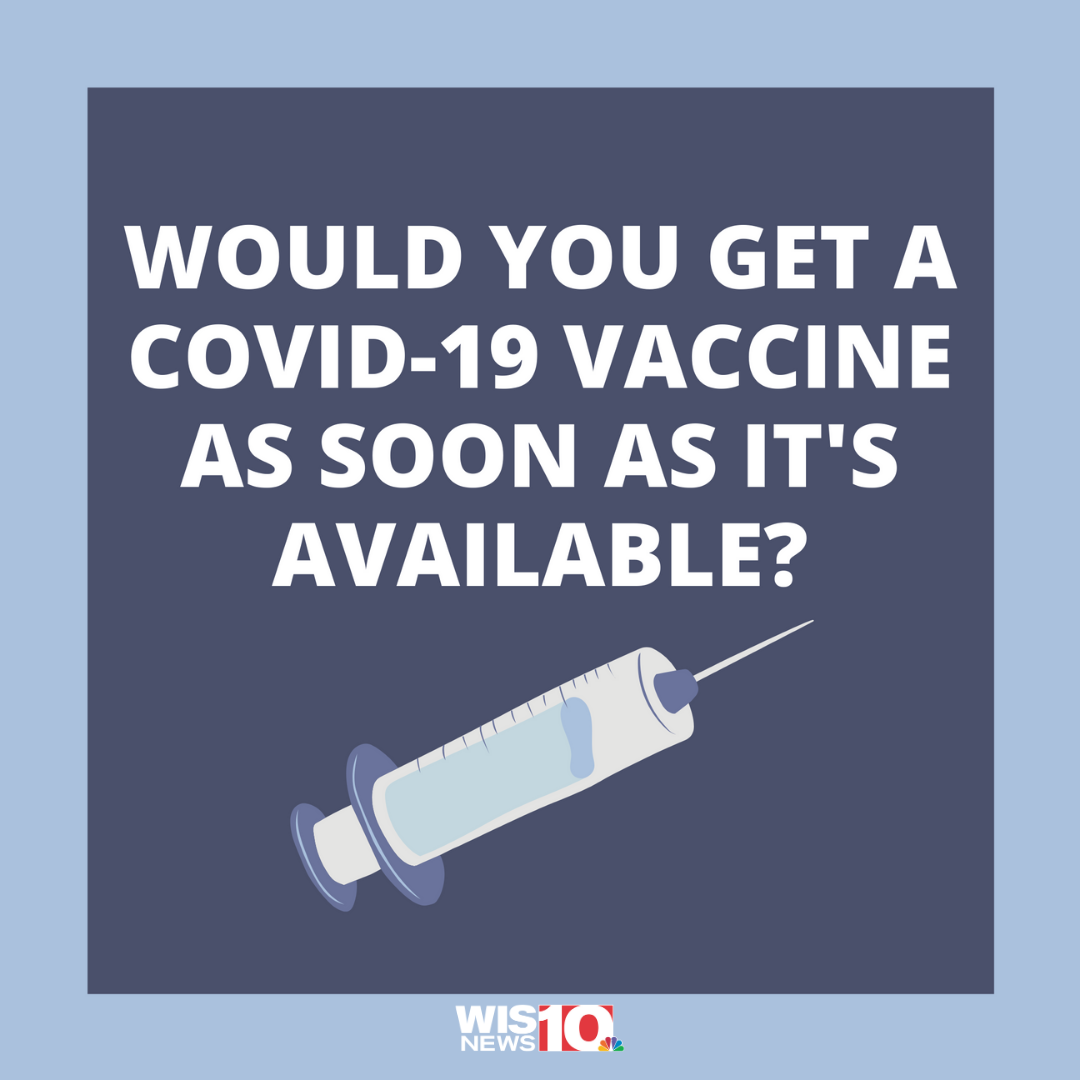 WOULD YOU GET A
COVID-19 VACCINE
AS SOON AS IT'S
AVAILABLE?
WIS
NEWS 10